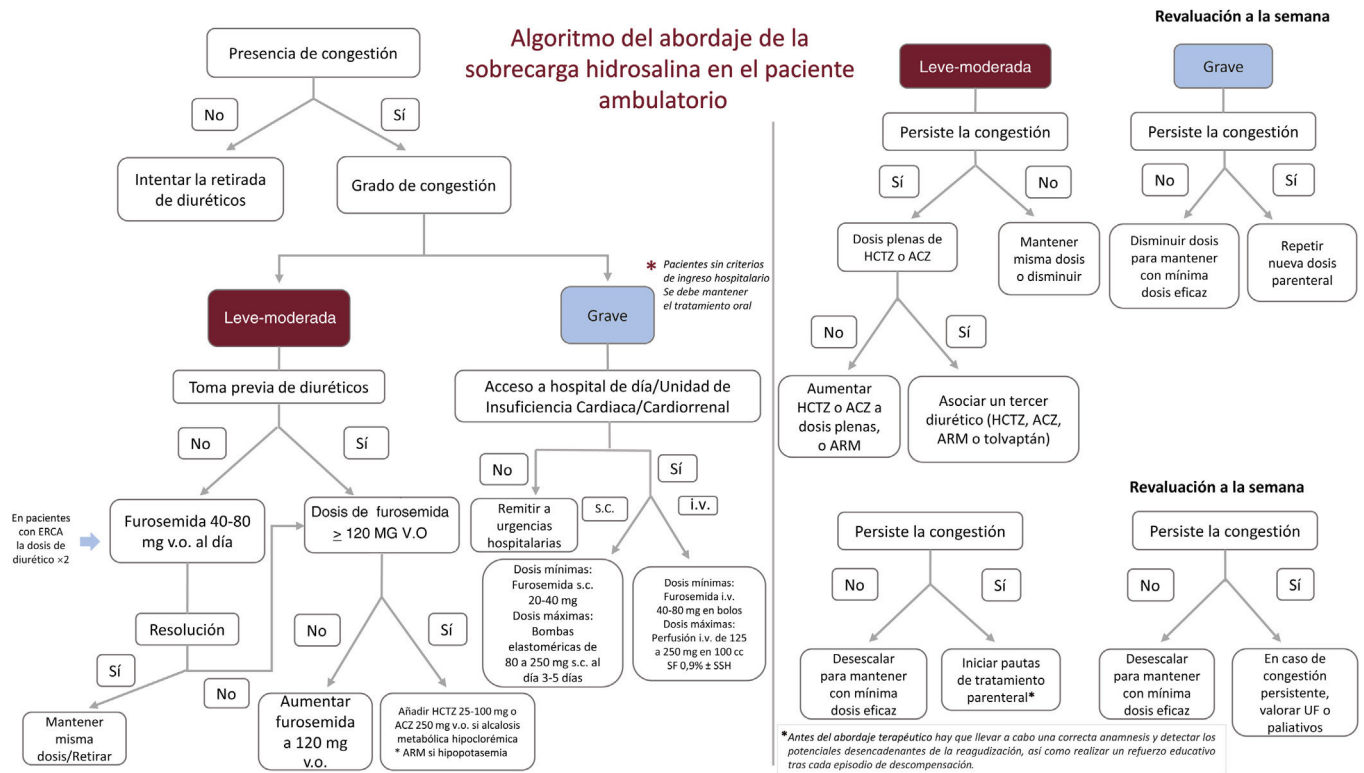 Algoritmo del abordaje de la
sobrecarga hidrosalina en el paciente
ambulatorio
Presencia de congestión
No
Sí
Intentar la retirada
de diuréticos
Grado de congestión
* Pacientes sin criterios
de ingreso hospitalario
Se debe mantener
el tratamiento oral
Leve-moderada
Grave
Toma previa de diuréticos
Acceso a hospital de día/Unidad de
Insuficiencia Cardiaca/Cardiorrenal
No
Sí
No
Sí
En pacientes
con ERCA
la dosis de
diurético ×2
Furosemida 40-80
mg v.o. al día
Dosis de furosemida
≥ 120 MG V.O
Remitir a
urgencias
hospitalarias
s.c.
i.v.
Dosis mínimas:
Furosemida s.c.
20-40 mg
Dosis máximas:
Bombas
elastoméricas de
80 a 250 mg s.c. al
día 3-5 días
Dosis mínimas:
Furosemida i.v.
40-80 mg en bolos
Dosis máximas:
Perfusión i.v. de 125
a 250 mg en 100 cc
SF 0,9% ± SSH
Resolución
Sí
No
No
Sí
Mantener
misma
dosis/Retirar
Aumentar
furosemida
a 120 mg
v.o.
Añadir HCTZ 25-100 mg o
ACZ 250 mg v.o. si alcalosis
metabólica hipoclorémica
* ARM si hipopotasemia
Revaluación a la semana
Leve-moderada
Grave
Persiste la congestión
Persiste la congestión
Sí
No
No
Sí
Dosis plenas de
HCTZ o ACZ
Mantener
misma dosis
o disminuir
Disminuir dosis
para mantener
con mínima
dosis eficaz
Repetir
nueva dosis
parenteral
No
Sí
Aumentar
HCTZ o ACZ a
dosis plenas,
o ARM
Asociar un tercer
diurético (HCTZ, ACZ,
ARM o tolvaptán)
Revaluación a la semana
Persiste la congestión
Persiste la congestión
No
Sí
No
Sí
Desescalar
para mantener
con mínima
dosis eficaz
Iniciar pautas
de tratamiento
parenteral*
Desescalar
para mantener
con mínima
dosis eficaz
En caso de
congestión
persistente,
valorar UF o
paliativos
*Antes del abordaje terapéutico hay que llevar a cabo una correcta anamnesis y detectar los
potenciales desencadenantes de la reagudización, así como realizar un refuerzo educativo
tras cada episodio de descompensación.